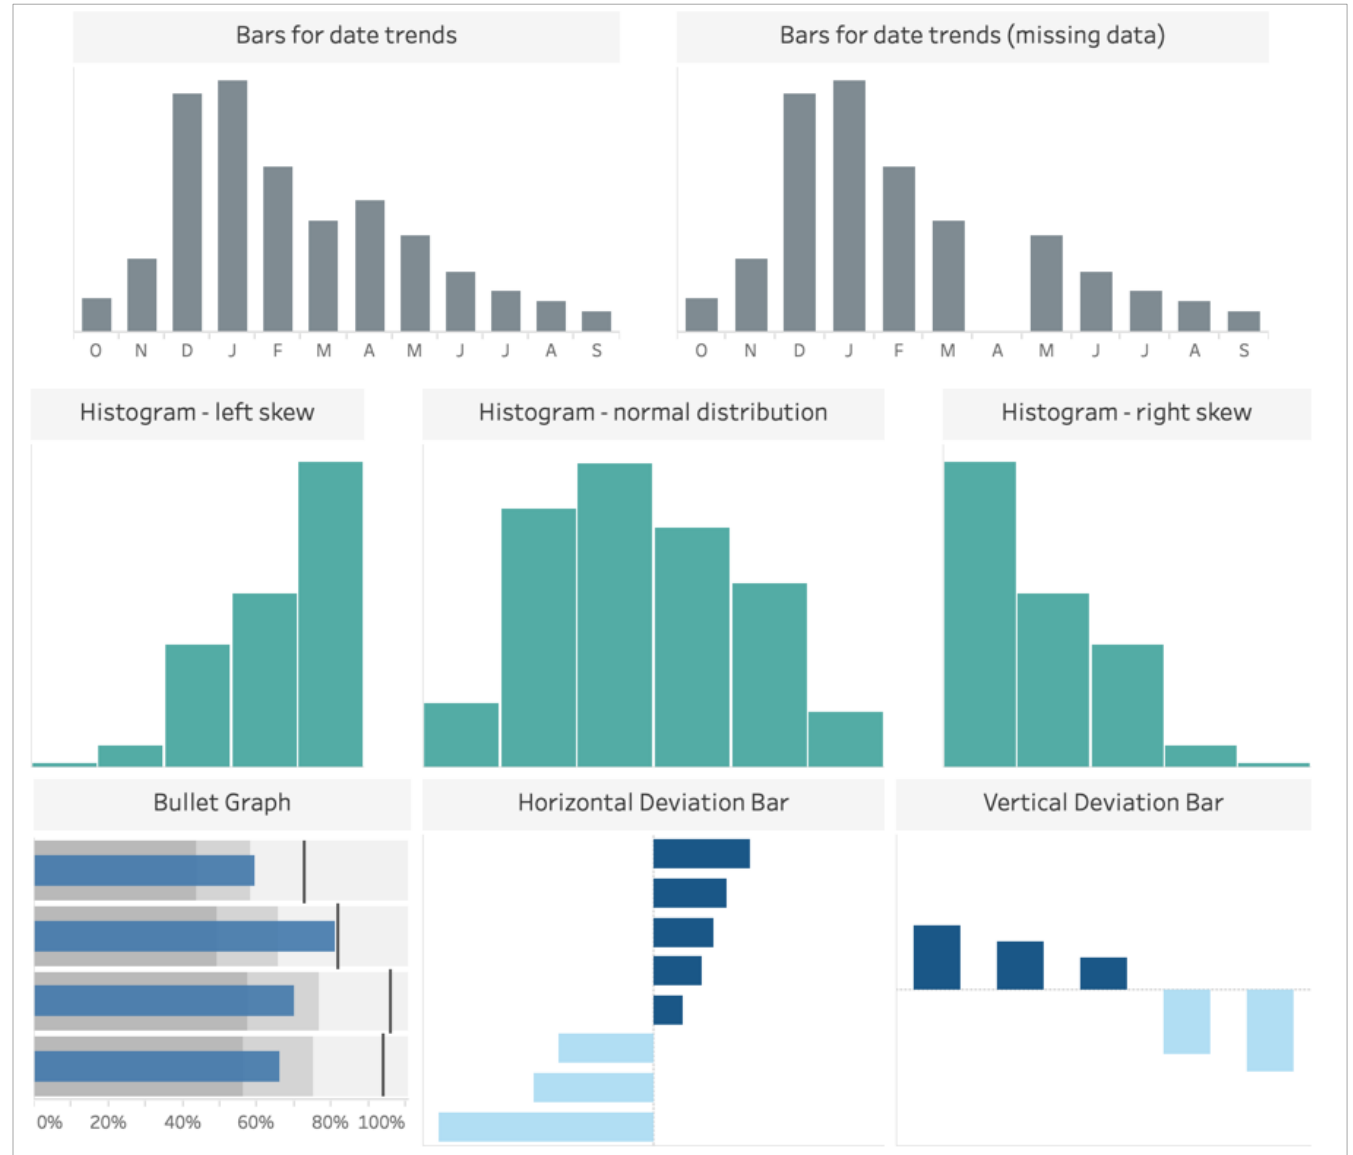 Bars for date trends
Bars for date trends (missing data)
O N D J F M A M J J A S
O N D J F M A M J J A S
Histogram - left skew
Histogram - normal distribution
Histogram - right skew
Bullet Graph
Horizontal Deviation Bar
Vertical Deviation Bar
0% 20% 40% 60% 80% 100%